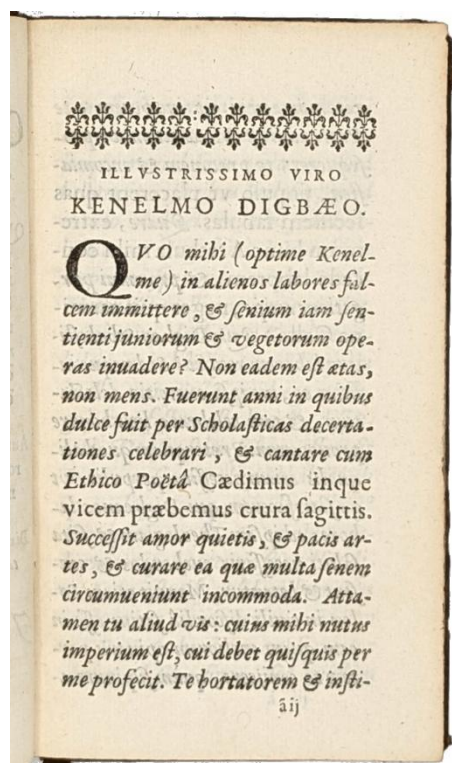 ILLVSTRISSIMO VIRO
KENELMO DIGBÆO.
QVO mihi (optime Kenel-
me) in alienos labores fal-
cem immittere, & ſenium iam ſen-
tienti juniorum & vegetorum ope-
ras inuadere? Non eadem eſt ætas,
non mens. Fuerunt anni in quibus
dulce fuit per Scholaſticas decerta-
tiones celebrari, & cantare cum
Ethico Poëtâ Cædimus inque
vicem præbemus crura ſagittis.
Succeſſit amor quietis, & pacis ar-
tes, & curare ea quæ multa ſenem
circumueniunt incommoda. Atta-
men tu aliud vis: cuius mihi nutus
imperium eſt, cui debet quiſquis per
me profecit. Te hortatorem & inſti-
ãij